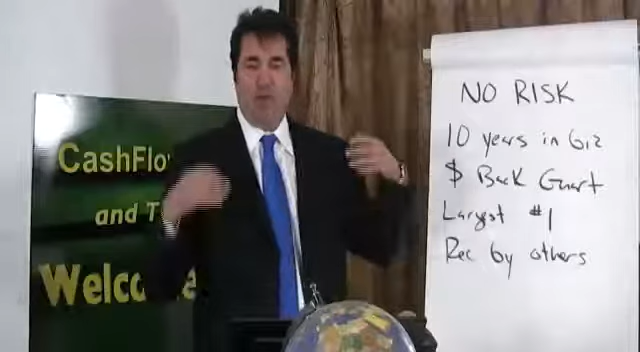 CashFlo
and T
Welco e
NO RISK
10 years in biz
$ Back Guart
Largest #1
Rec by others